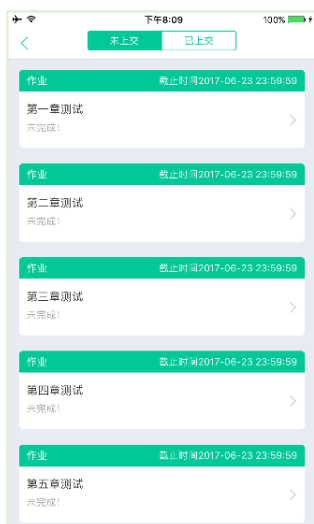 下午8:09 100%
未上交 已上交
作业 截止时间2017-06-23 23:59:59
第一章测试
未完成!
作业 截止时间2017-06-23 23:59:59
第二章测试
未完成!
作业 截止时间2017-06-23 23:59:59
第三章测试
未完成!
作业 截止时间2017-06-23 23:59:59
第四章测试
未完成!
作业 截止时间2017-06-23 23:59:59
第五章测试
未完成!